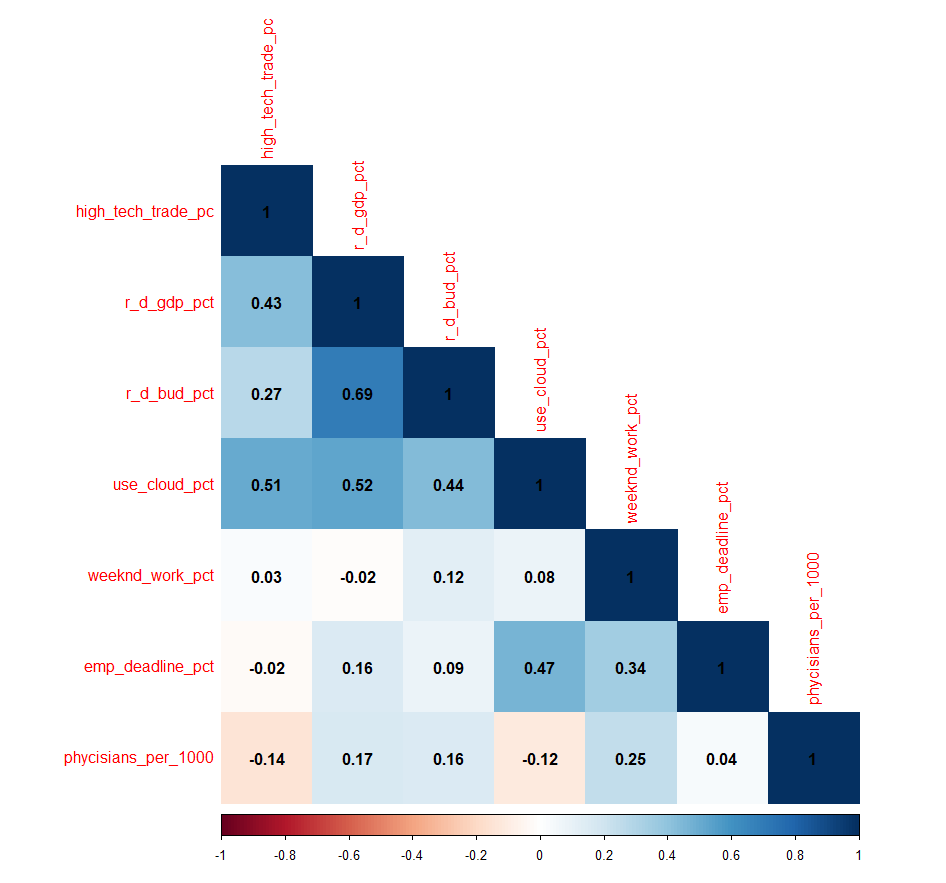 high_tech_trade_pc
high_tech_trade_pc 1 r_d_gdp_pct
r_d_gdp_pct 0.43 1 r_d_bud_pct
r_d_bud_pct 0.27 0.69 1 use_cloud_pct
use_cloud_pct 0.51 0.52 0.44 1 weeknd_work_pct
weeknd_work_pct 0.03 -0.02 0.12 0.08 1 emp_deadline_pct
emp_deadline_pct -0.02 0.16 0.09 0.47 0.34 1 phycisians_per_1000
phycisians_per_1000 -0.14 0.17 0.16 -0.12 0.25 0.04 1
-1 -0.8 -0.6 -0.4 -0.2 0 0.2 0.4 0.6 0.8 1